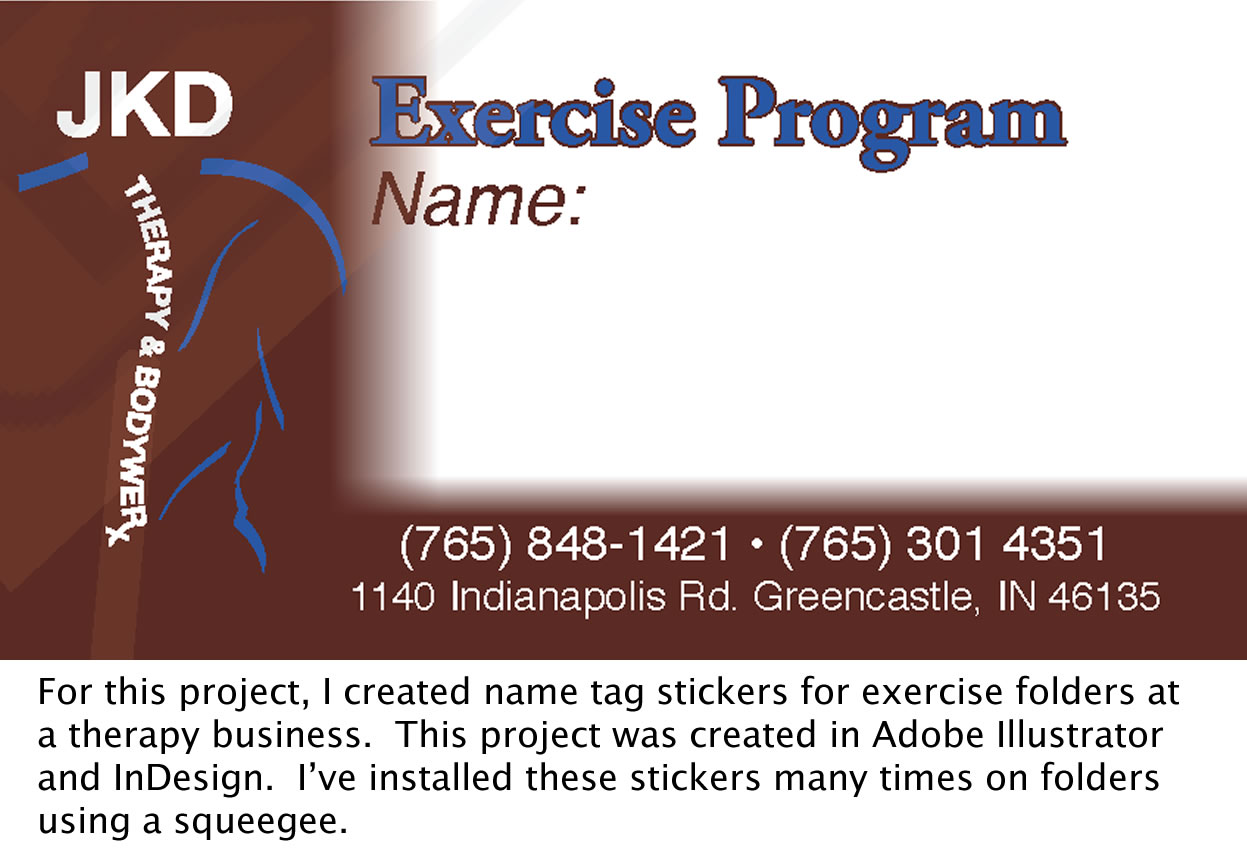 JKD
THERAPY & BODYWERx
Exercise Program
Name:
(765) 848-1421 • (765) 301 4351
1140 Indianapolis Rd. Greencastle, IN 46135
For this project, I created name tag stickers for exercise folders at
a therapy business.  This project was created in Adobe Illustrator
and InDesign.  I’ve installed these stickers many times on folders
using a squeegee.